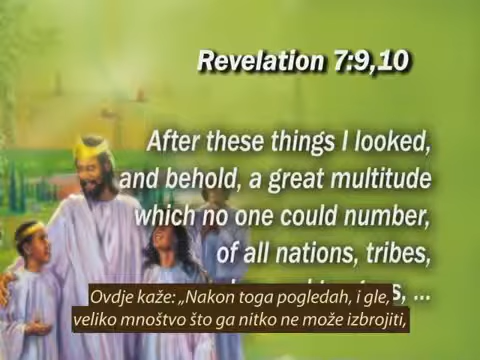 Revelation 7:9,10
After these things I looked,
and behold, a great multitude
which no one could number,
of all nations, tribes,
s, ...
Ovdje kaže: „Nakon toga pogledah, i gle,
veliko mnoštvo što ga nitko ne može izbrojiti,